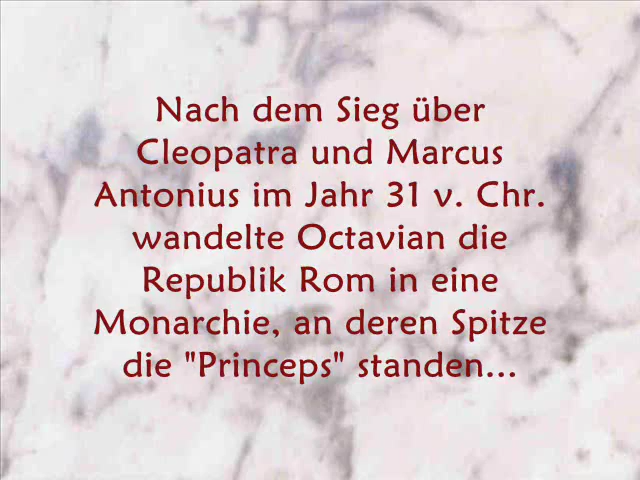 Nach dem Sieg über
Cleopatra und Marcus
Antonius im Jahr 31 v. Chr.
wandelte Octavian die
Republik Rom in eine
Monarchie, an deren Spitze
die "Princeps" standen...